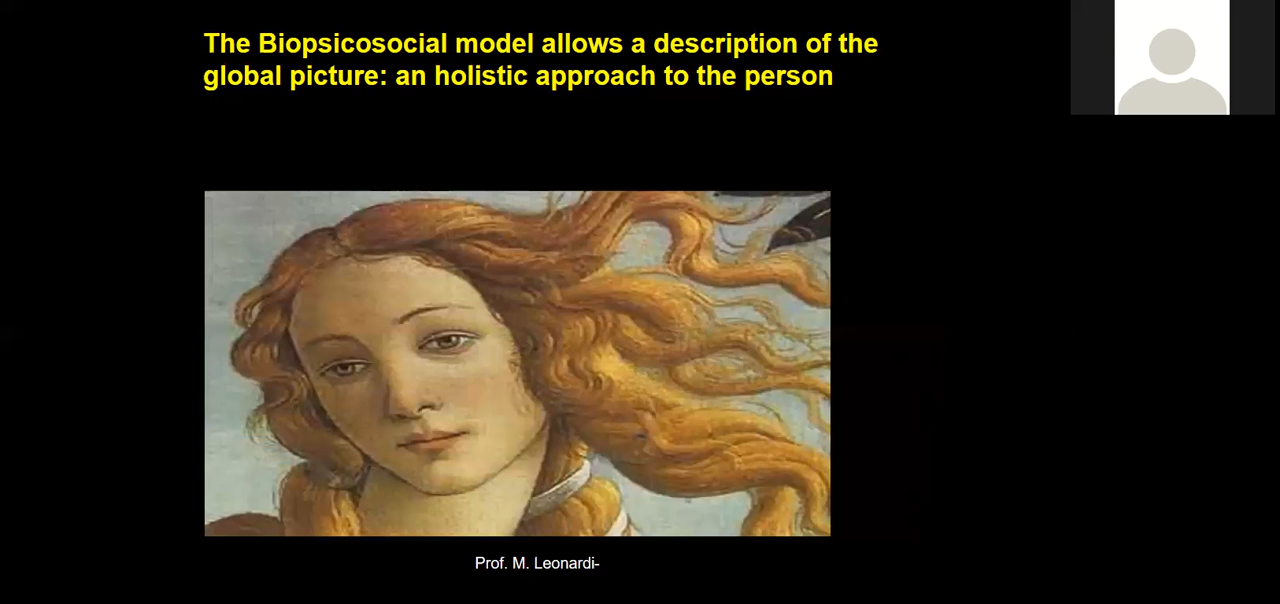 The Biopsicosocial model allows a description of the
global picture: an holistic approach to the person
Prof. M. Leonardi-